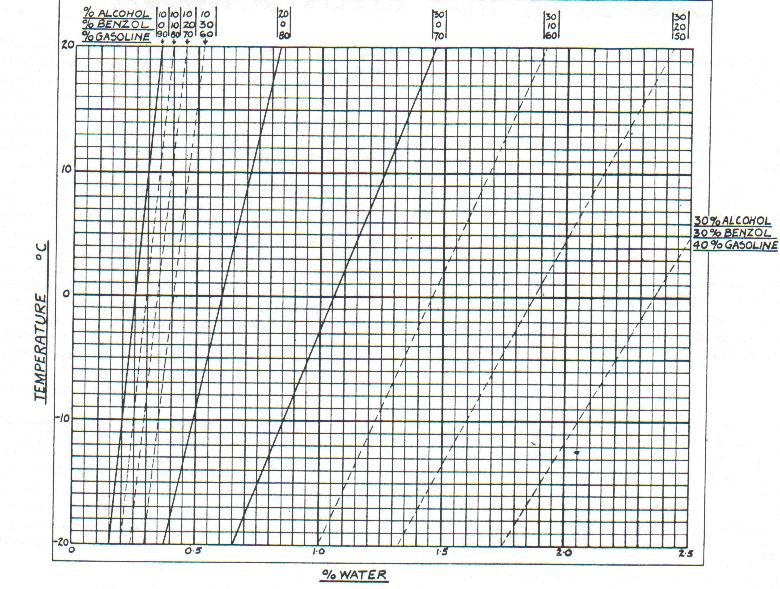 % ALCOHOL 10 10 10 10 20 30 30 30
% BENZOL 0 10 20 30 0 0 10 20
% GASOLINE 90 80 70 60 80 70 60 50
20
10
30% ALCOHOL
30% BENZOL
40% GASOLINE
TEMPERATURE °C
0
-10
-20
0 0.5 1.0 1.5 2.0 2.5
% WATER